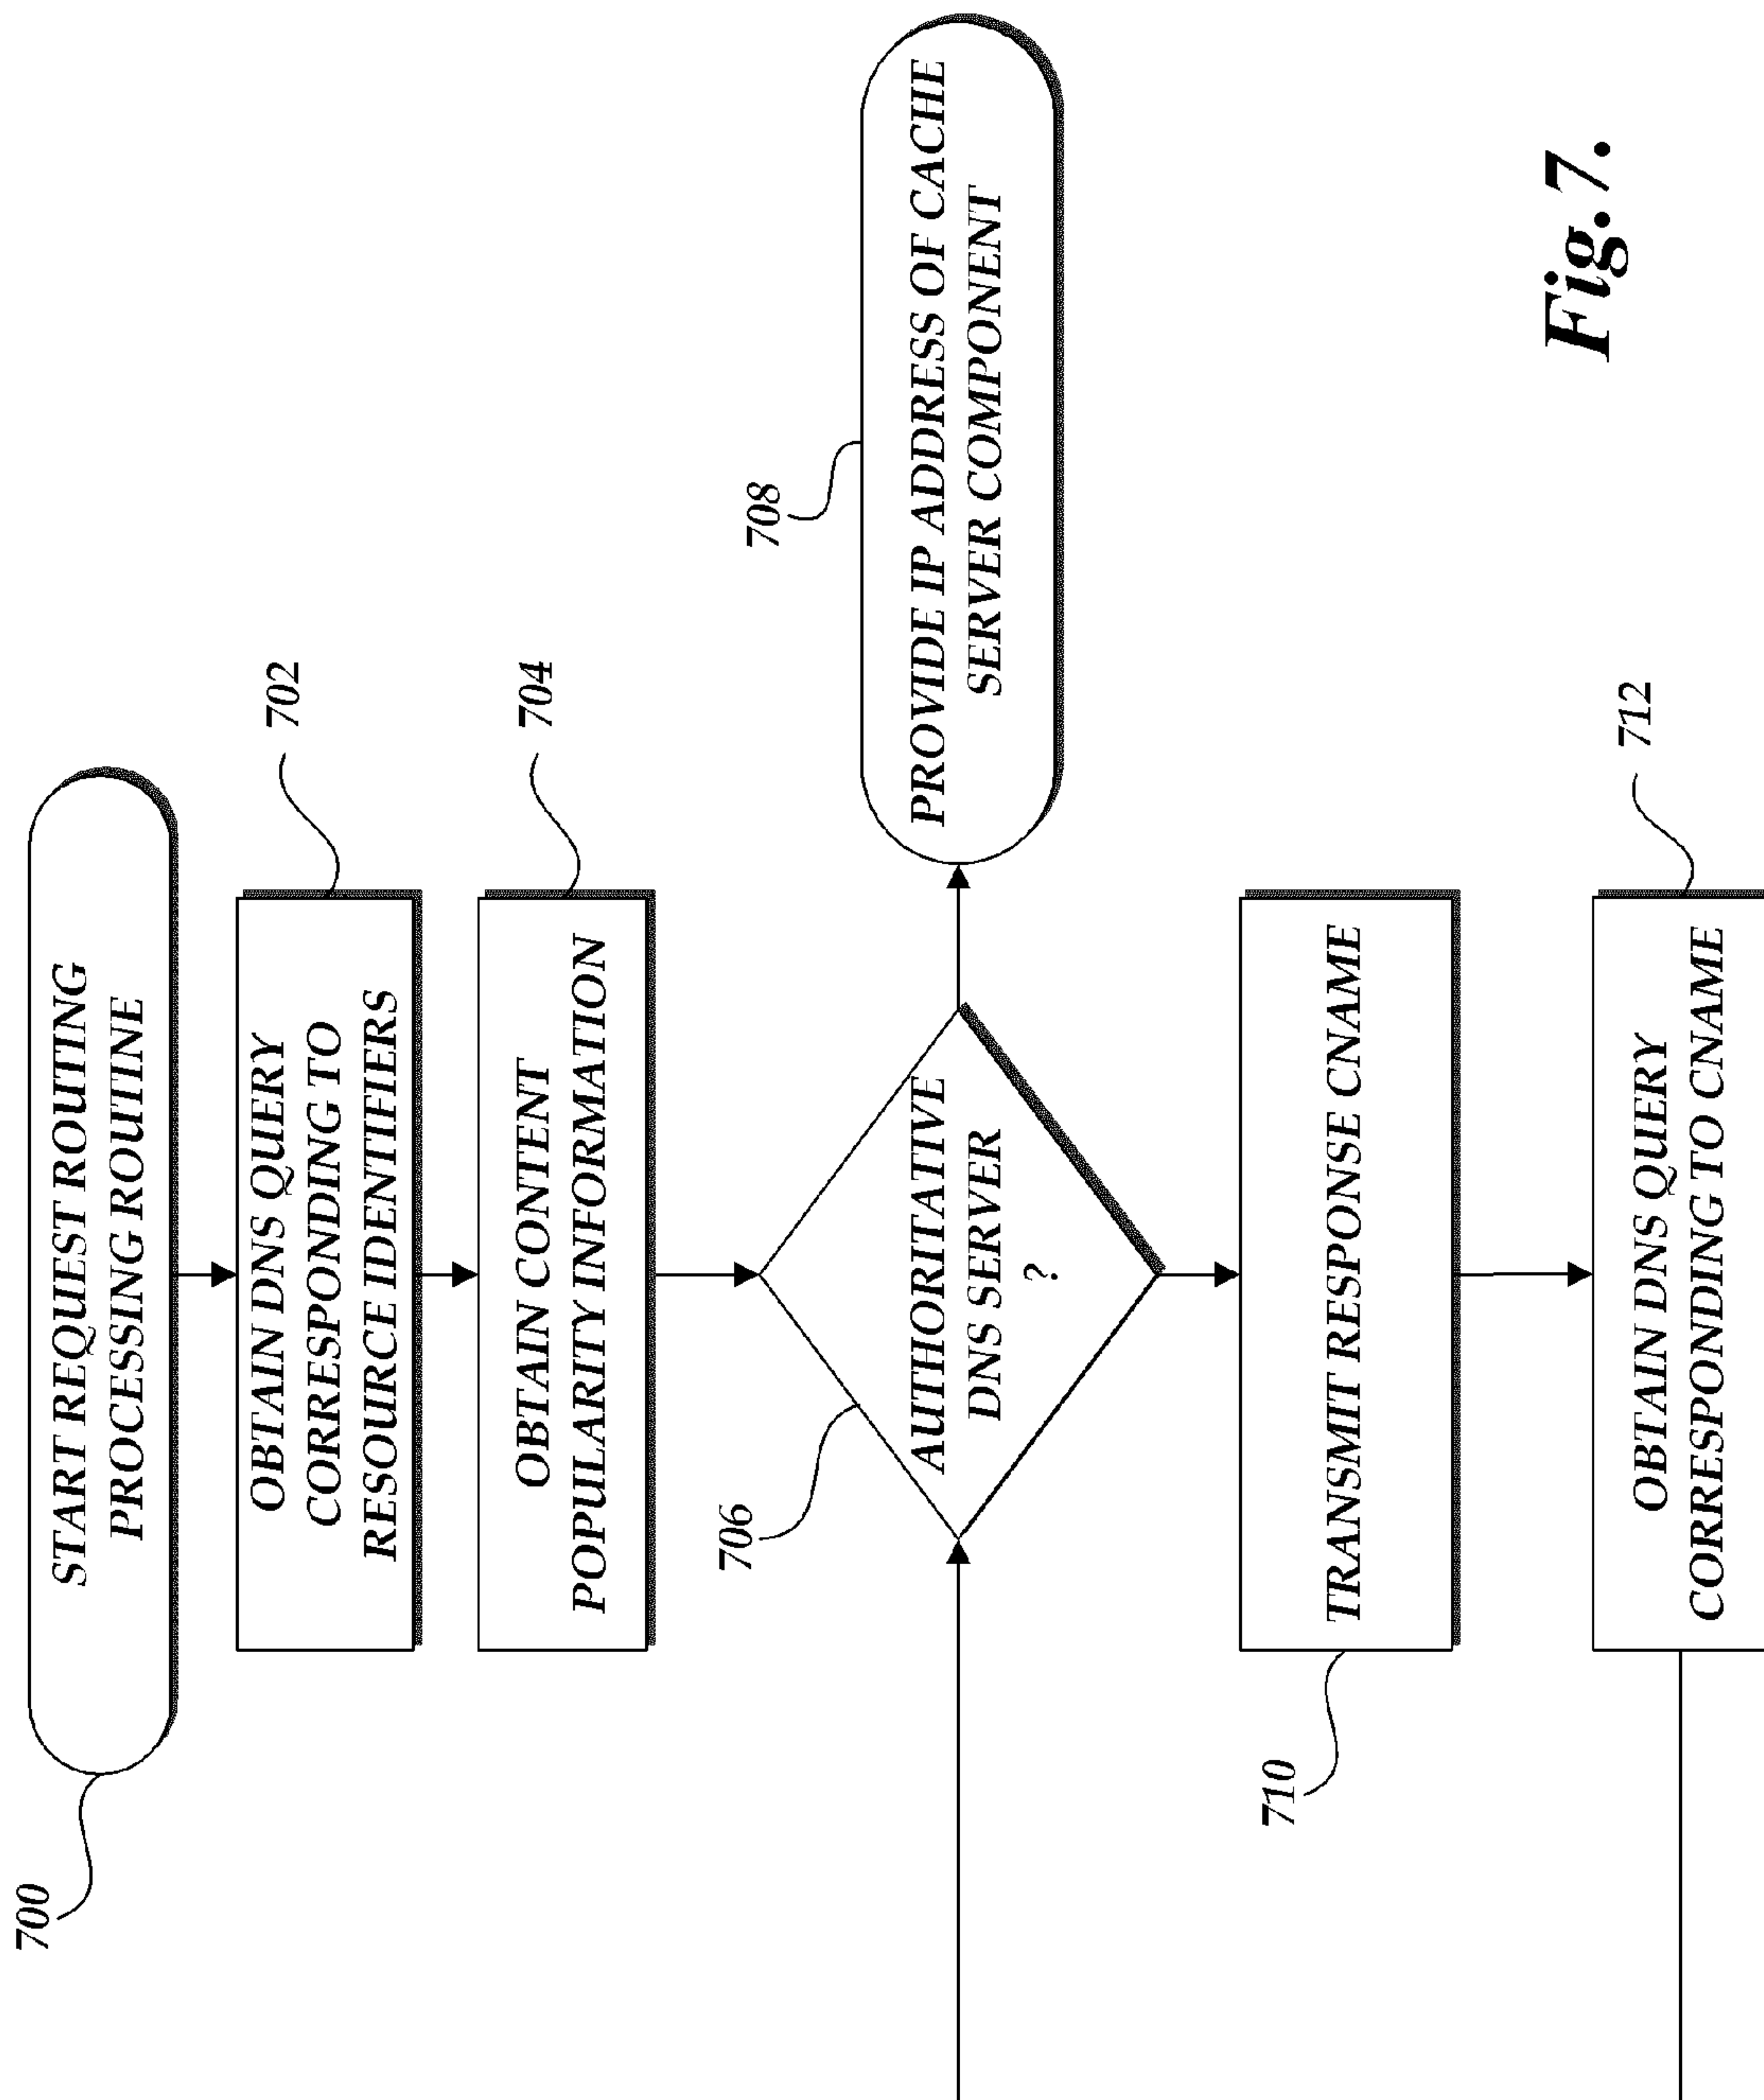 700
START REQUEST ROUTING
PROCESSING ROUTINE
702
OBTAIN DNS QUERY
CORRESPONDING TO
RESOURCE IDENTIFIERS
704
OBTAIN CONTENT
POPULARITY INFORMATION
706
AUTHORITATIVE
DNS SERVER
?
708
PROVIDE IP ADDRESS OF CACHE
SERVER COMPONENT
710
TRANSMIT RESPONSE CNAME
712
OBTAIN DNS QUERY
CORRESPONDING TO CNAME
Fig.7.